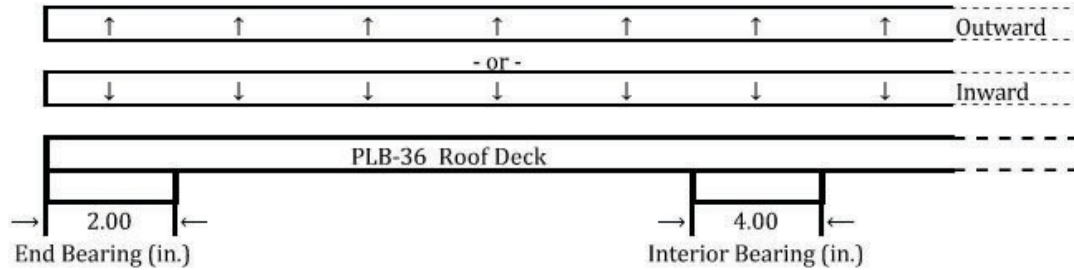 ↑ ↑ ↑ ↑ ↑ ↑ ↑ Outward
- or -
↓ ↓ ↓ ↓ ↓ ↓ ↓ Inward
PLB-36 Roof Deck
→ 2.00 ← → 4.00 ←
End Bearing (in.) Interior Bearing (in.)